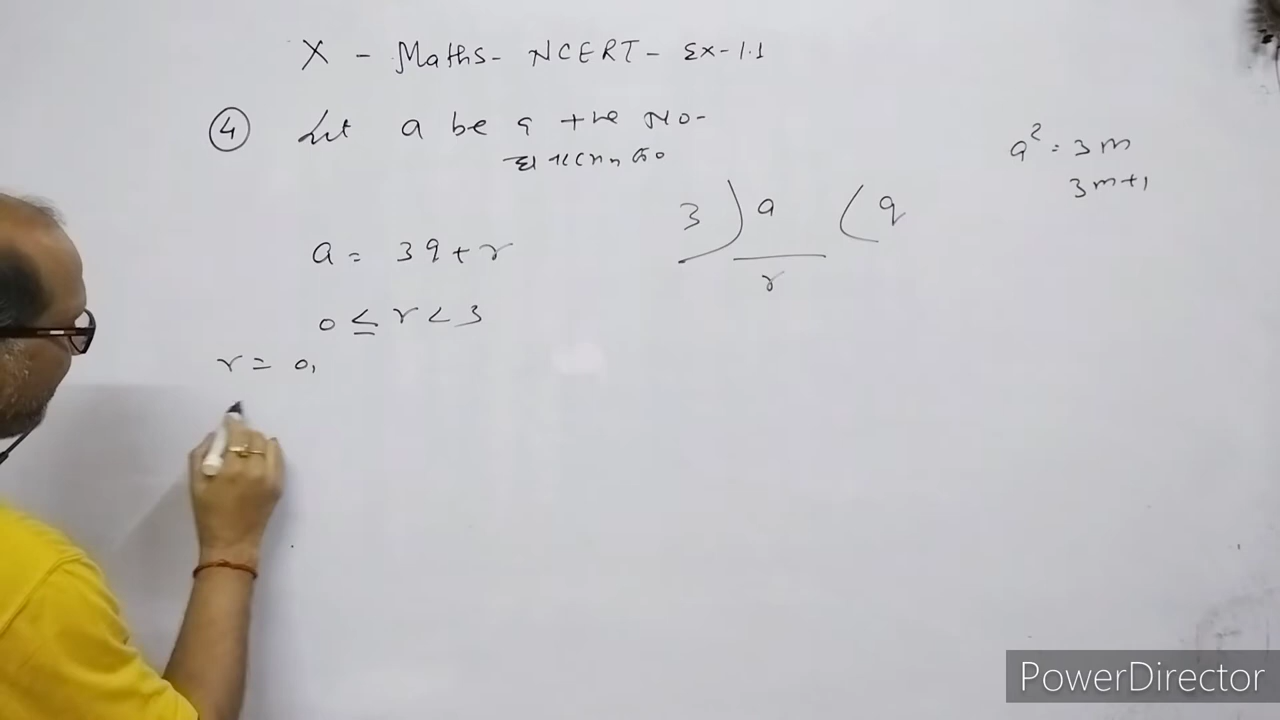 X - Maths - NCERT - Ex-1.1
④ Let a be a +ve No-
a = 3q + r
0 ≤ r < 3
r = 0,
3 ) a ( q
r
a² = 3m
3m+1
PowerDirector